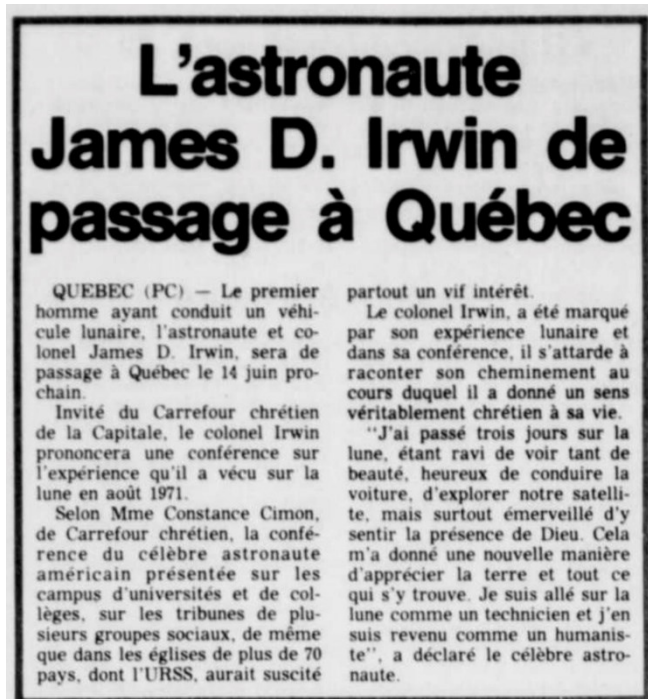 L'astronaute
James D. Irwin de
passage à Québec
QUEBEC (PC) — Le premier
homme ayant conduit un véhi-
cule lunaire, l'astronaute et co-
lonel James D. Irwin, sera de
passage à Québec le 14 juin pro-
chain.
Invité du Carrefour chrétien
de la Capitale, le colonel Irwin
prononcera une conférence sur
l'expérience qu'il a vécu sur la
lune en août 1971.
Selon Mme Constance Cimon,
de Carrefour chrétien, la confé-
rence du célèbre astronaute
américain présentée sur les
campus d'universités et de col-
lèges, sur les tribunes de plu-
sieurs groupes sociaux, de même
que dans les églises de plus de 70
pays, dont l'URSS, aurait suscité
partout un vif intérêt.
Le colonel Irwin, a été marqué
par son expérience lunaire et
dans sa conférence, il s'attarde à
raconter son cheminement au
cours duquel il a donné un sens
véritablement chrétien à sa vie.
"J'ai passé trois jours sur la
lune, étant ravi de voir tant de
beauté, heureux de conduire la
voiture, d'explorer notre satelli-
te, mais surtout émerveillé d'y
sentir la présence de Dieu. Cela
m'a donné une nouvelle manière
d'apprécier la terre et tout ce
qui s'y trouve. Je suis allé sur la
lune comme un technicien et j'en
suis revenu comme un humanis-
te", a déclaré le célèbre astro-
naute.